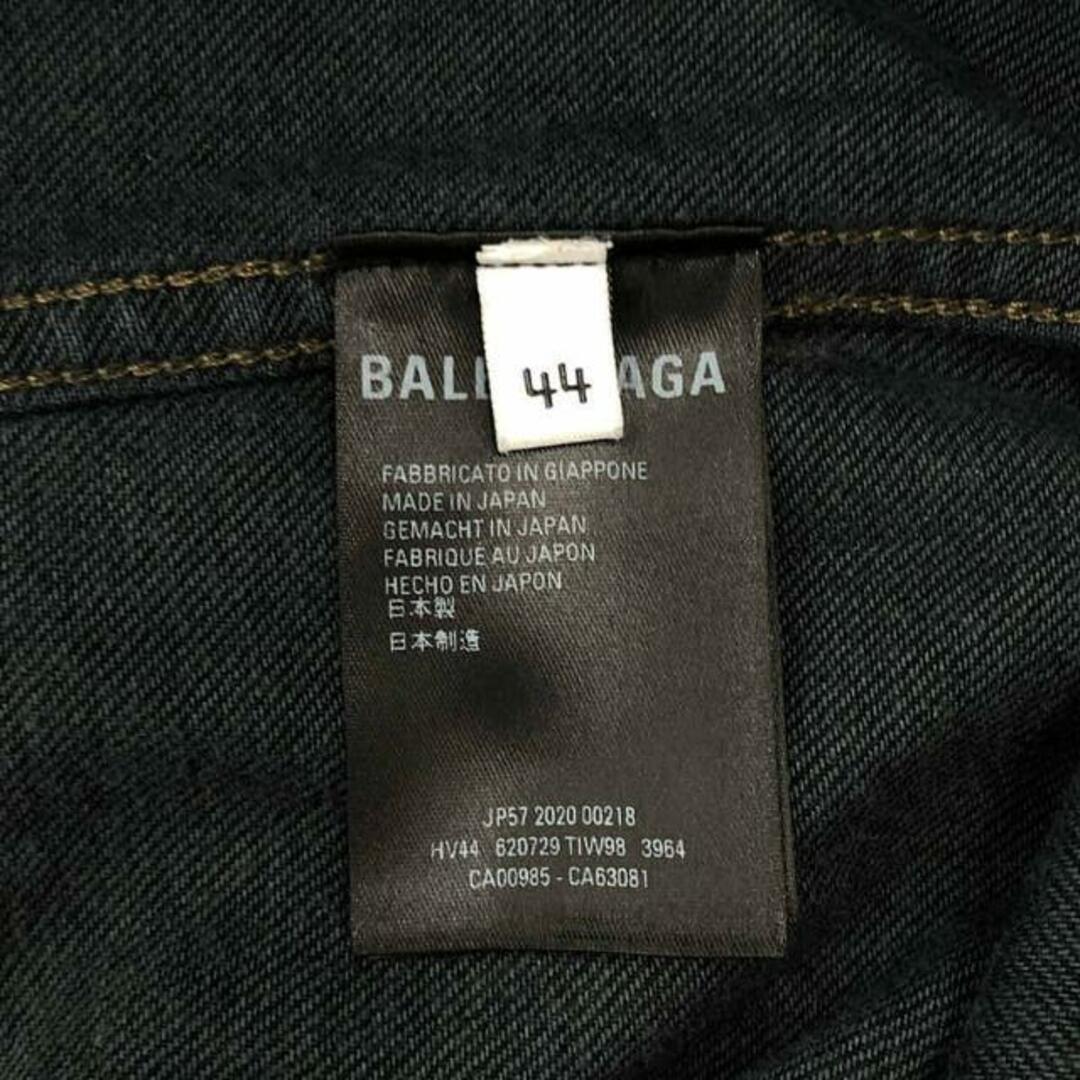 BALE AGA
44
FABBRICATO IN GIAPPONE
MADE IN JAPAN
GEMACHT IN JAPAN
FABRIQUE AU JAPON
HECHO EN JAPON
日本製
日本制造
JP57 2020 00218
HV44 620729 TIW98 3964
CA00985 - CA63081